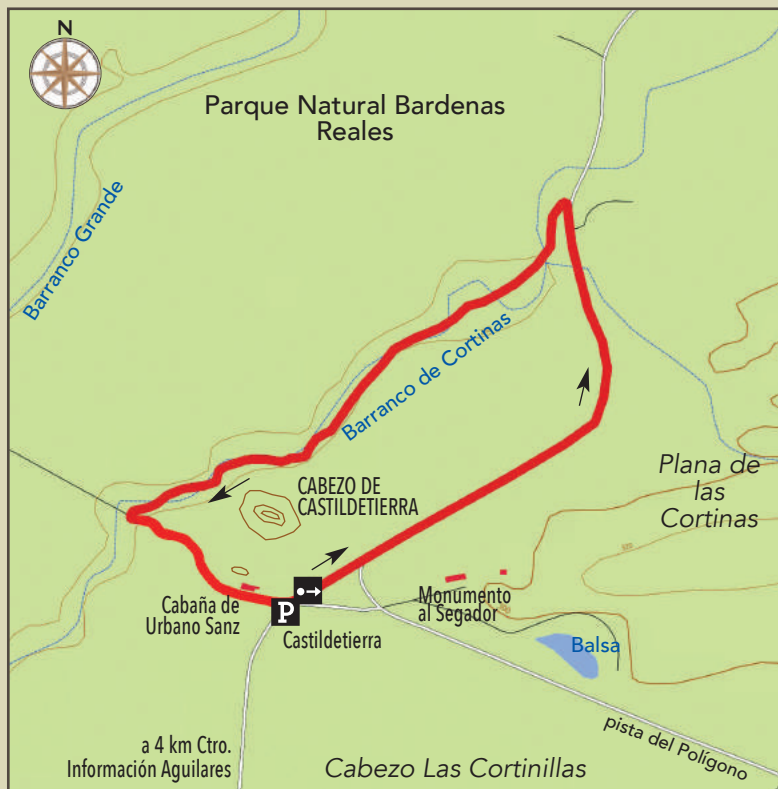 N
Parque Natural Bardenas
Reales
Barranco Grande
Barranco de Cortinas
CABEZO DE
CASTILDETIERRA
Plana de
las
Cortinas
Cabaña de
Urbano Sanz
P
Castildetierra
Monumento
al Segador
Balsa
pista del Polígono
a 4 km Ctro.
Información Aguilares
Cabezo Las Cortinillas